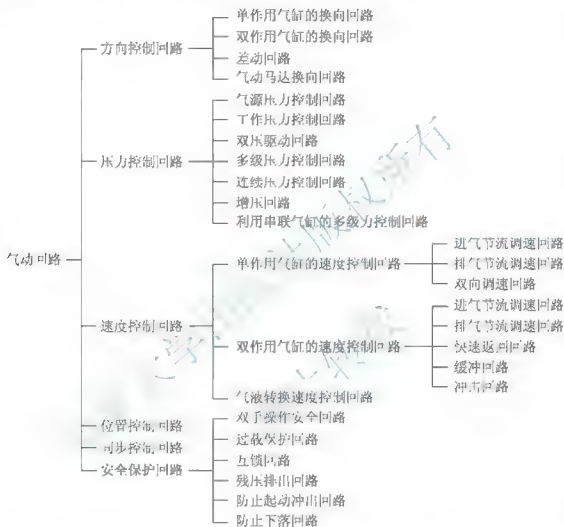 单作用气缸的换向回路
双作用气缸的换向回路
方向控制回路
差动回路
气动马达换向回路
气源压力控制回路
工作压力控制回路
双压驱动回路
压力控制回路
多级压力控制回路
连续压力控制回路
增压回路
利用串联气缸的多级力控制回路
气动回路
进气节流调速回路
单作用气缸的速度控制回路
排气节流调速回路
双向调速回路
速度控制回路
进气节流调速回路
排气节流调速回路
双作用气缸的速度控制回路
快速返回回路
缓冲回路
冲击回路
气液转换速度控制回路
位置控制回路
同步控制回路
安全保护回路
双手操作安全回路
过载保护回路
互锁回路
残压排出回路
防止起动冲出回路
防止下落回路
版权所有